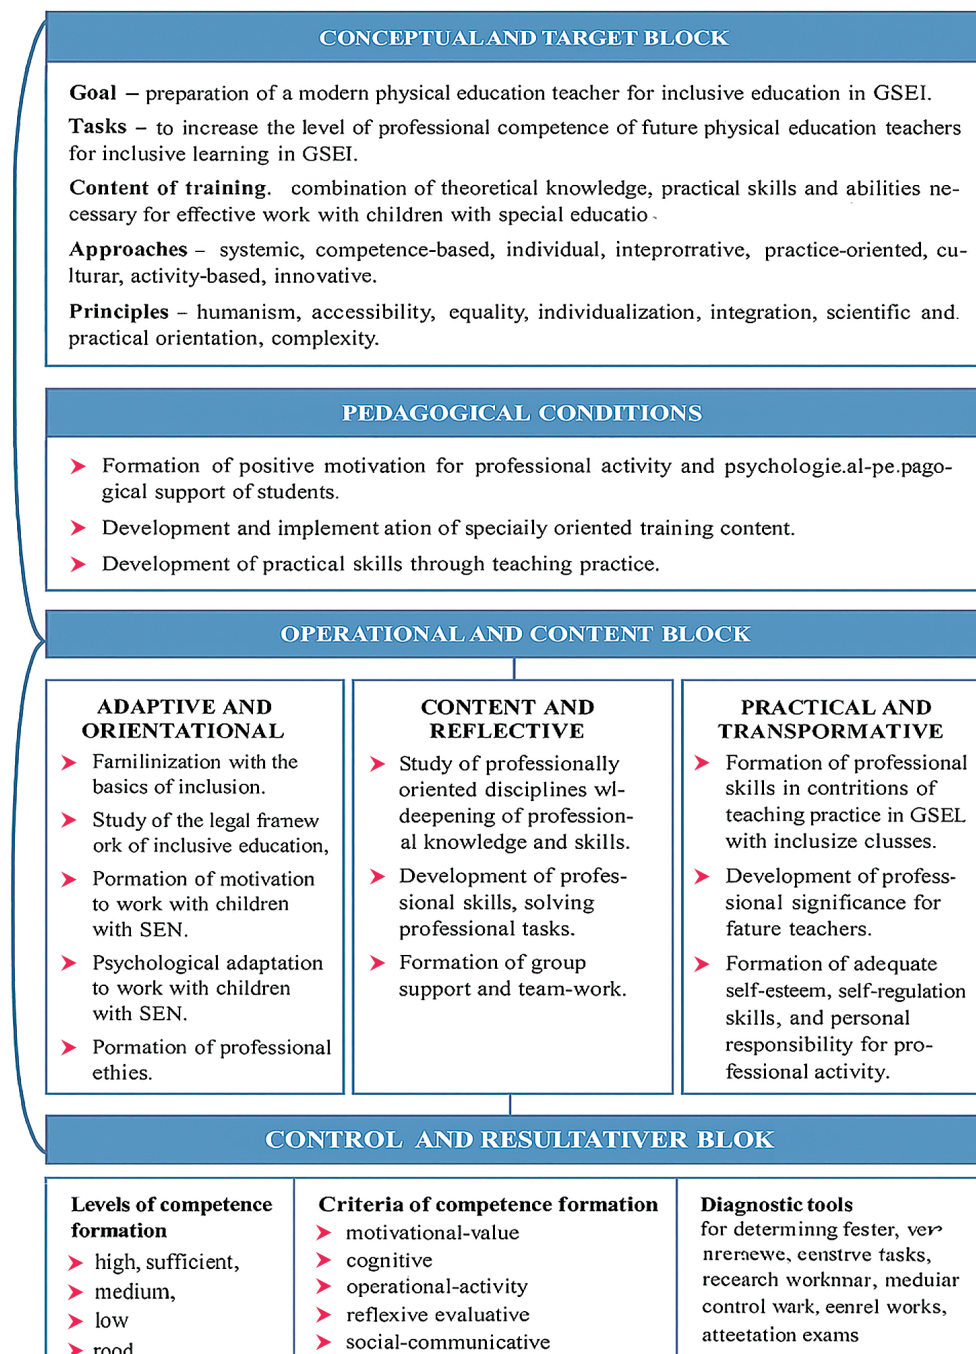 CONCEPTUAL AND TARGET BLOCK
Goal – preparation of a modern physical education teacher for inclusive education in GSEI.
Tasks – to increase the level of professional competence of future physical education teachers
for inclusive learning in GSEI.
Content of training. combination of theoretical knowledge, practical skills and abilities ne-
cessary for effective work with children with special educatio
Approaches – systemic, competence-based, individual, inteprorrative, practice-oriented, cu-
lturar, activity-based, innovative.
Principles – humanism, accessibility, equality, individualization, integration, scientific and.
practical orientation, complexity.
PEDAGOGICAL CONDITIONS
➤ Formation of positive motivation for professional activity and psychologie.al-pe.pago-
gical support of students.
➤ Development and implement ation of speciaily oriented training content.
➤ Development of practical skills through teaching practice.
OPERATIONAL AND CONTENT BLOCK
ADAPTIVE AND
ORIENTATIONAL
➤ Farnilinization with the
basics of inclusion.
➤ Study of the legal franew
ork of inclusive education,
➤ Pormation of motivation
to work with children
with SEN.
➤ Psychological adaptation
to work with children
with SEN.
➤ Pormation of professional
ethies.
CONTENT AND
REFLECTIVE
➤ Study of professionally
oriented disciplines wl-
deepening of profession-
al knowledge and skills.
➤ Development of profes-
sional skills, solving
professional tasks.
➤ Formation of group
support and team-work.
PRACTICAL AND
TRANSPORMATIVE
➤ Formation of professional
skills in contritions of
teaching practice in GSEL
with inclusize clusses.
➤ Development of profess-
sional significance for
fature teachers.
➤ Formation of adequate
self-esteem, self-regulation
skills, and personal
responsibility for pro-
fessional activity.
CONTROL AND RESULTATIVER BLOK
Levels of competence
formation
➤ high, sufficient,
➤ medium,
➤ low
➤ rood
Criteria of competence formation
➤ motivational-value
➤ cognitive
➤ operational-activity
➤ reflexive evaluative
➤ social-communicative
Diagnostic tools
for determinng fester,
tasks,
recearch worknnar, meduiar
control wark, eenrel works,
atteetation exams